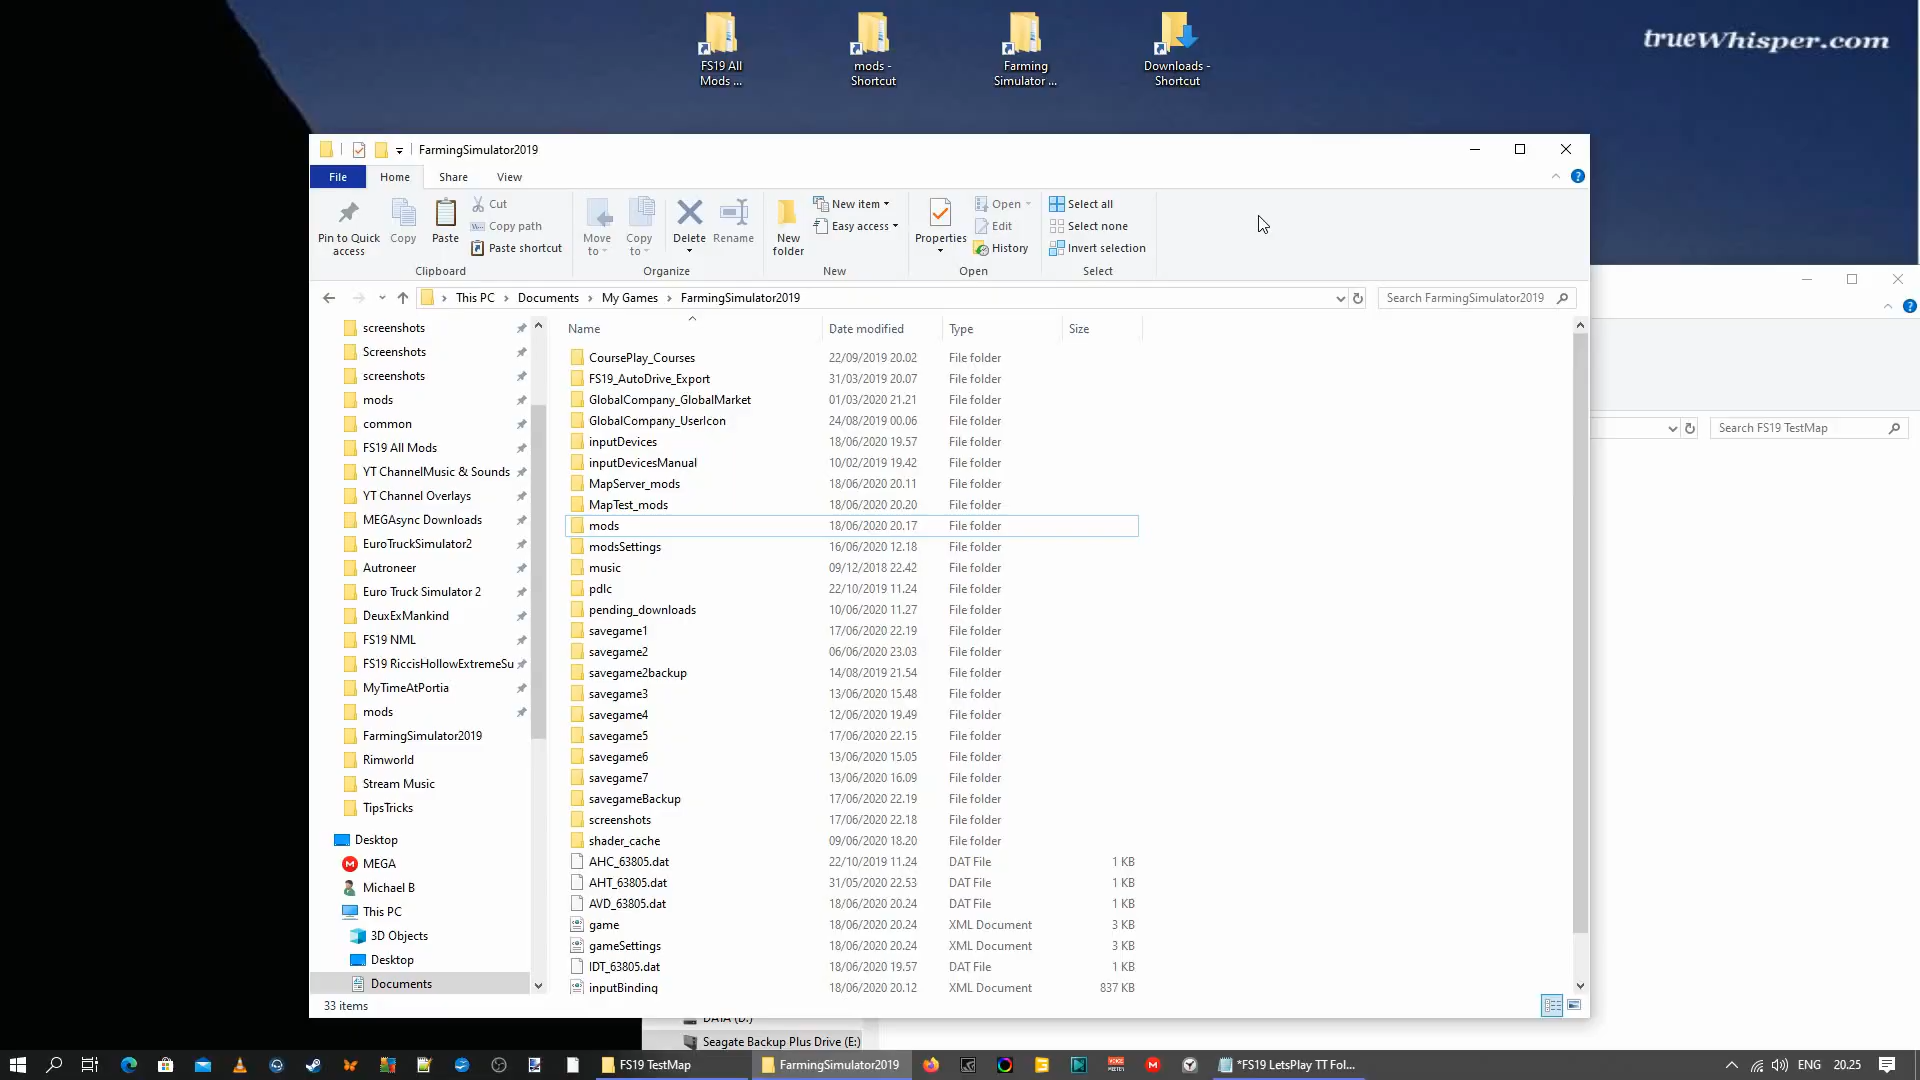 trueWhisper.com
FS19 All
Mods ...
mods -
Shortcut
Farming
Simulator ...
Downloads -
Shortcut
FarmingSimulator2019
File Home Share View
Pin to Quick
access
Copy
Paste
Cut
Copy path
Paste shortcut
Clipboard
Move
to
Copy
to
Delete
Rename
Organize
New
folder
New item
Easy access
New
Properties
Open
Edit
History
Open
Select all
Select none
Invert selection
Select
This PC > Documents > My Games > FarmingSimulator2019
Search FarmingSimulator2019
Search FS19 TestMap
screenshots
Screenshots
screenshots
mods
common
FS19 All Mods
YT ChannelMusic & Sounds
YT Channel Overlays
MEGAsync Downloads
EuroTruckSimulator2
Autroneer
Euro Truck Simulator 2
DeuxExMankind
FS19 NML
FS19 RiccisHollowExtremeSu
MyTimeAtPortia
mods
FarmingSimulator2019
Rimworld
Stream Music
TipsTricks
Desktop
MEGA
Michael B
This PC
3D Objects
Desktop
Documents
Name Date modified Type Size
CoursePlay_Courses 22/09/2019 20.02 File folder
FS19_AutoDrive_Export 31/03/2019 20.07 File folder
GlobalCompany_GlobalMarket 01/03/2020 21.21 File folder
GlobalCompany_UserIcon 24/08/2019 00.06 File folder
inputDevices 18/06/2020 19.57 File folder
inputDevicesManual 10/02/2019 19.42 File folder
MapServer_mods 18/06/2020 20.11 File folder
MapTest_mods 18/06/2020 20.20 File folder
mods 18/06/2020 20.17 File folder
modsSettings 16/06/2020 12.18 File folder
music 09/12/2018 22.42 File folder
pdlc 22/10/2019 11.24 File folder
pending_downloads 10/06/2020 11.27 File folder
savegame1 17/06/2020 22.19 File folder
savegame2 06/06/2020 23.03 File folder
savegame2backup 14/08/2019 21.54 File folder
savegame3 13/06/2020 15.48 File folder
savegame4 12/06/2020 19.49 File folder
savegame5 17/06/2020 22.15 File folder
savegame6 13/06/2020 15.05 File folder
savegame7 13/06/2020 16.09 File folder
savegameBackup 17/06/2020 22.19 File folder
screenshots 17/06/2020 22.18 File folder
shader_cache 09/06/2020 18.20 File folder
AHC_63805.dat 22/10/2019 11.24 DAT File 1 KB
AHT_63805.dat 31/05/2020 22.53 DAT File 1 KB
AVD_63805.dat 18/06/2020 20.24 DAT File 1 KB
game 18/06/2020 20.24 XML Document 3 KB
gameSettings 18/06/2020 20.24 XML Document 3 KB
IDT_63805.dat 18/06/2020 19.57 DAT File 1 KB
inputBinding 18/06/2020 20.12 XML Document 837 KB
33 items
DATA (D:)
Seagate Backup Plus Drive (E:)
FS19 TestMap
FarmingSimulator2019
*FS19 LetsPlay TT Fol...
ENG
20.25